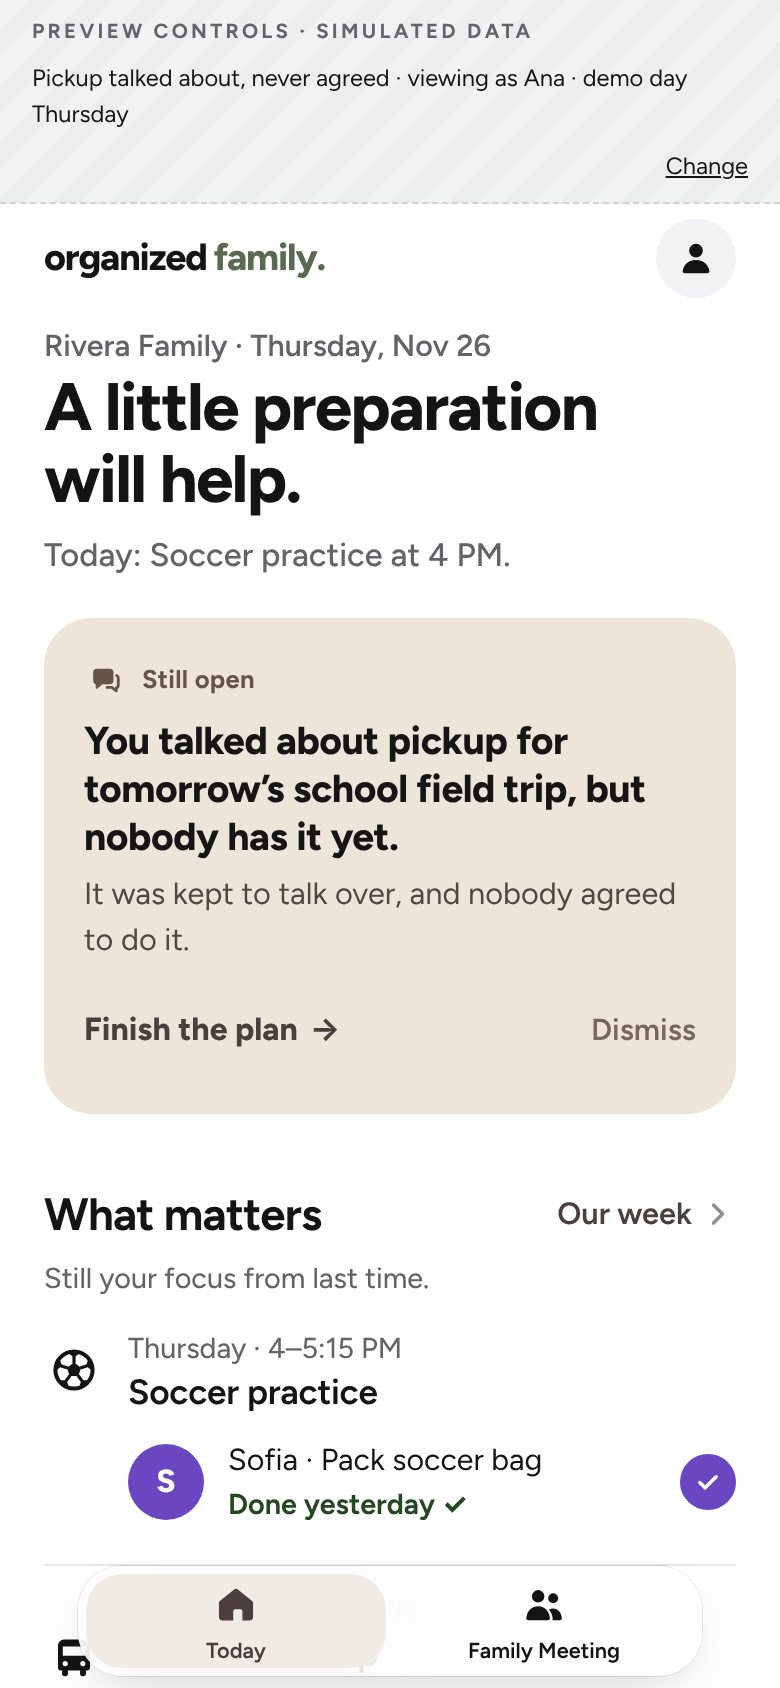 PREVIEW CONTROLS · SIMULATED DATA
Pickup talked about, never agreed · viewing as Ana · demo day
Thursday
Change
organized family.
Rivera Family · Thursday, Nov 26
A little preparation
will help.
Today: Soccer practice at 4 PM.
Still open
You talked about pickup for
tomorrow’s school field trip, but
nobody has it yet.
It was kept to talk over, and nobody agreed
to do it.
Finish the plan →
Dismiss
What matters
Our week
Still your focus from last time.
Thursday · 4–5:15 PM
Soccer practice
S
Sofia · Pack soccer bag
Done yesterday ✓
Today
Family Meeting